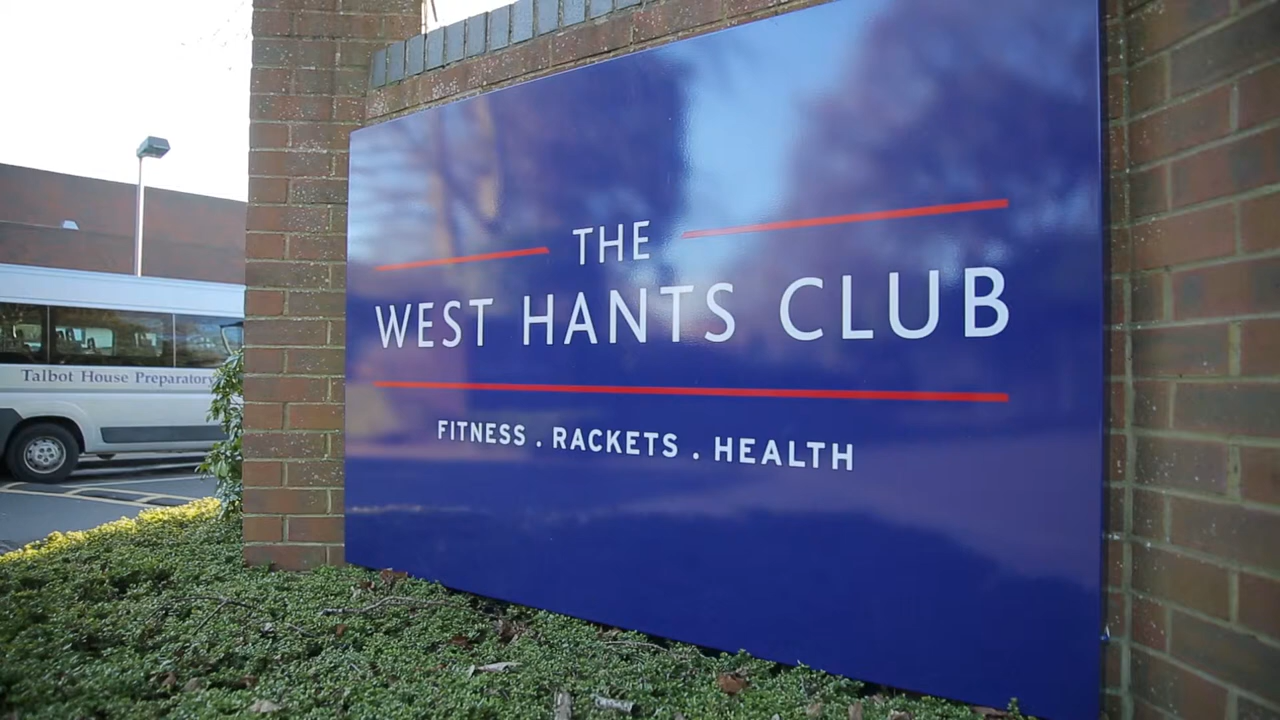 THE
WEST HANTS CLUB
FITNESS . RACKETS . HEALTH
Talbot House Preparatory